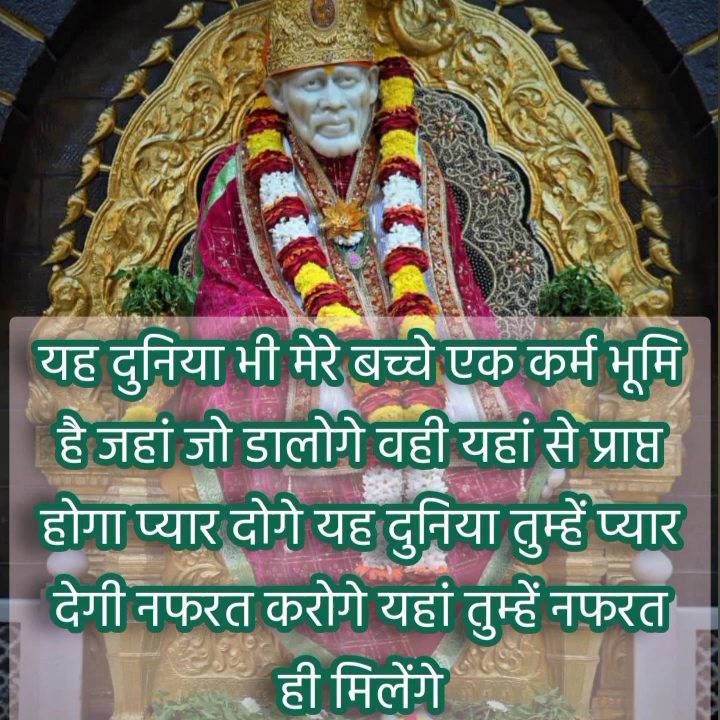 यह दुनिया भी मेरे बच्चे एक कर्म भूमि
है जहां जो डालोगे वही यहां से प्राप्त
होगा प्यार दोगे यह दुनिया तुम्हें प्यार
देगी नफरत करोगे यहां तुम्हें नफरत
ही मिलेंगे